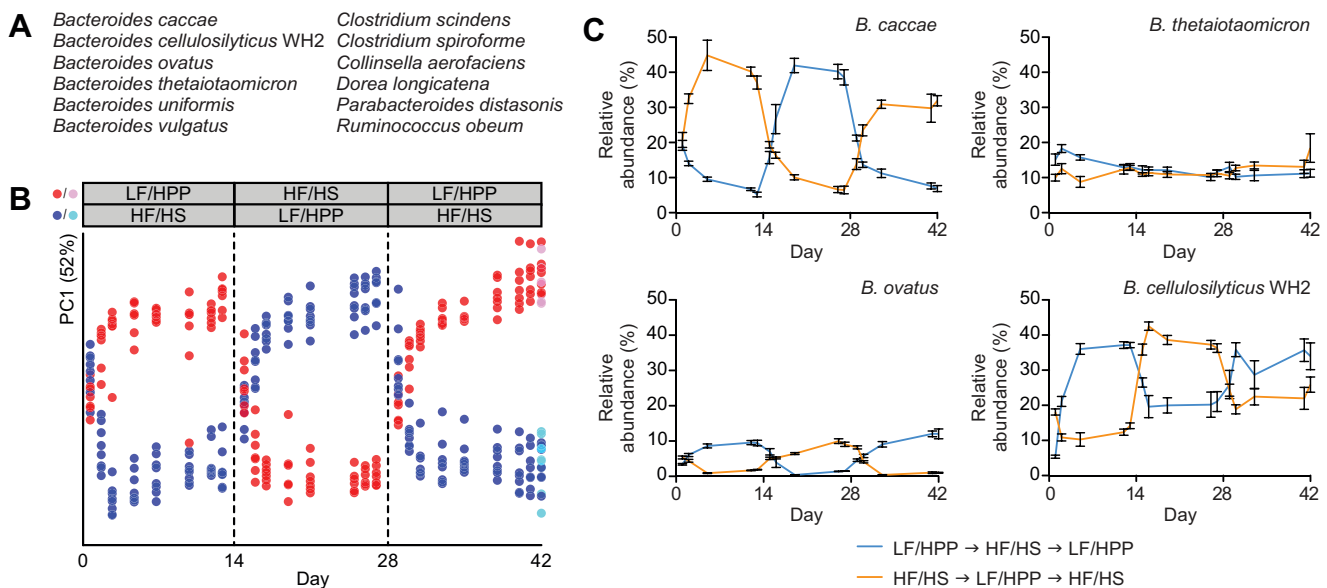 A
Bacteroides caccae
Bacteroides cellulosilyticus WH2
Bacteroides ovatus
Bacteroides thetaiotaomicron
Bacteroides uniformis
Bacteroides vulgatus
Clostridium scindens
Clostridium spiroforme
Collinsella aerofaciens
Dorea longicatena
Parabacteroides distasonis
Ruminococcus obeum
B
/ LF/HPP HF/HS LF/HPP
/ HF/HS LF/HPP HF/HS
PC1 (52%)
0 14 28 42
Day
C
B. caccae
Relative
abundance (%)
50
40
30
20
10
0
0 14 28 42
Day
B. thetaiotaomicron
Relative
abundance (%)
50
40
30
20
10
0
0 14 28 42
Day
B. ovatus
Relative
abundance (%)
50
40
30
20
10
0
0 14 28 42
Day
B. cellulosilyticus WH2
Relative
abundance (%)
50
40
30
20
10
0
0 14 28 42
Day
LF/HPP → HF/HS → LF/HPP
HF/HS → LF/HPP → HF/HS